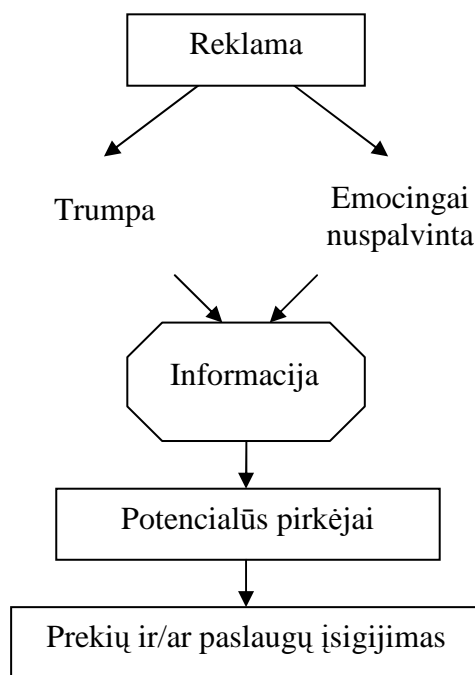 Reklama
Trumpa
Emocingai
nuspalvinta
Informacija
Potencialūs pirkėjai
Prekių ir/ar paslaugų įsigijimas